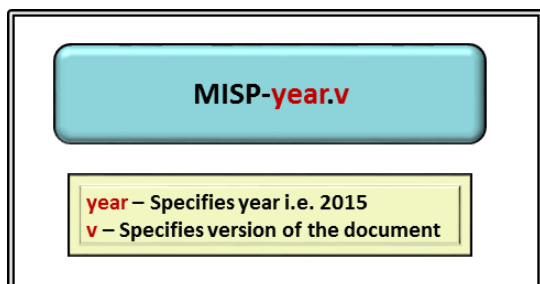 MISP-year.v
year – Specifies year i.e. 2015
v – Specifies version of the document